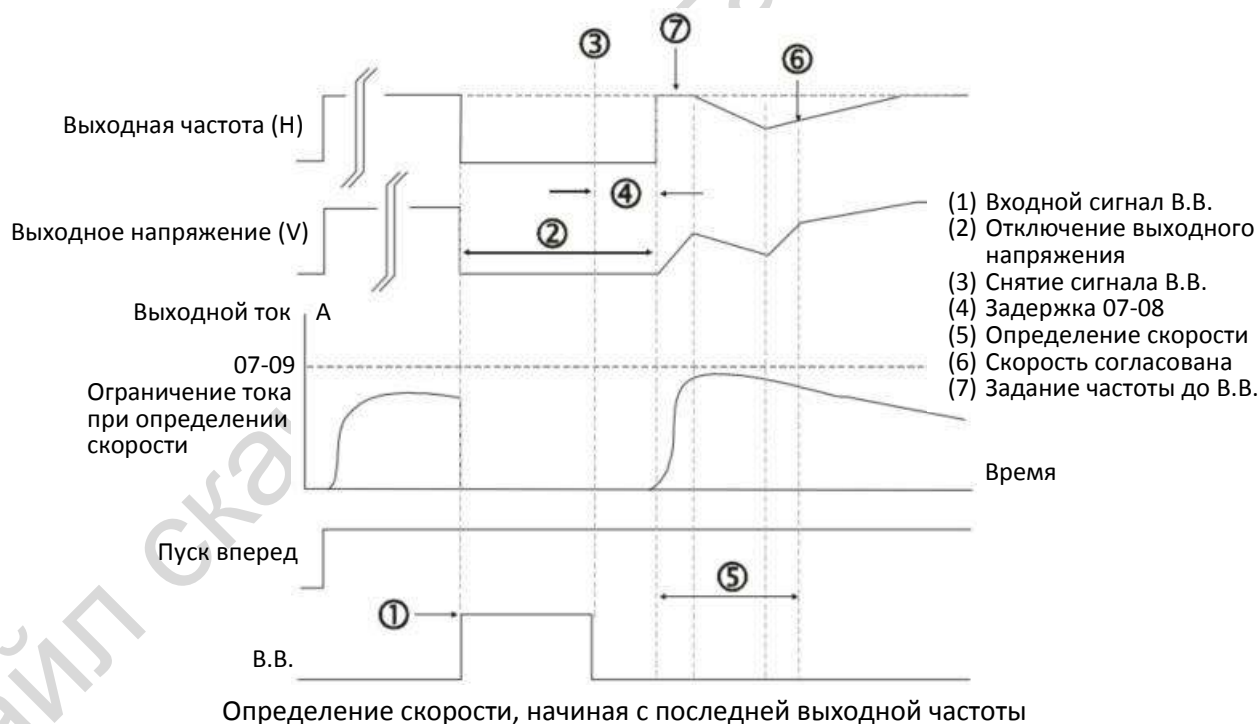 ③
⑦
⑥
Выходная частота (H)
④
Выходное напряжение (V)
②
(1) Входной сигнал B.B.
(2) Отключение выходного
напряжения
(3) Снятие сигнала B.B.
(4) Задержка 07-08
(5) Определение скорости
(6) Скорость согласована
(7) Задание частоты до B.B.
Выходной ток A
07-09
Ограничение тока
при определении
скорости
Время
Пуск вперед
⑤
①
B.B.
Определение скорости, начиная с последней выходной частоты